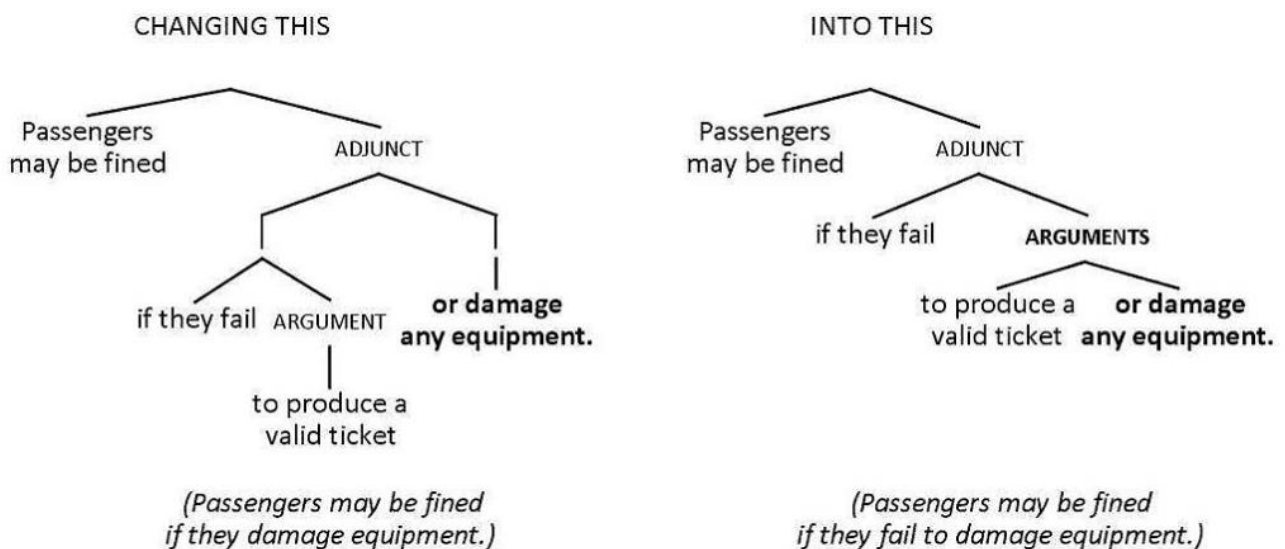 CHANGING THIS
Passengers
may be fined
ADJUNCT
if they fail
ARGUMENT
or damage
any equipment.
to produce a
valid ticket
(Passengers may be fined
if they damage equipment.)
INTO THIS
Passengers
may be fined
ADJUNCT
if they fail
ARGUMENTS
to produce a
valid ticket
or damage
any equipment.
(Passengers may be fined
if they fail to damage equipment.)